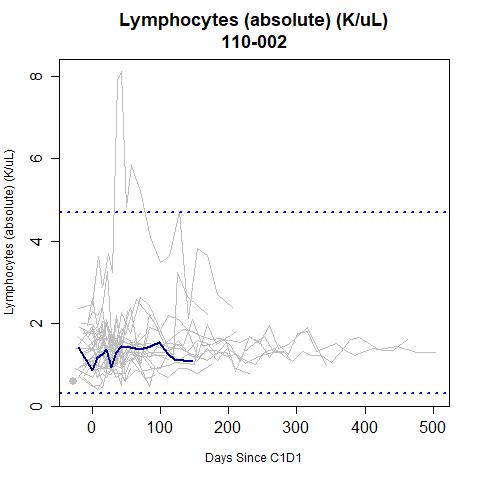 Lymphocytes (absolute) (K/uL)
110-002
Lymphocytes (absolute) (K/uL)
8
6
4
2
0
0 100 200 300 400 500
Days Since C1D1